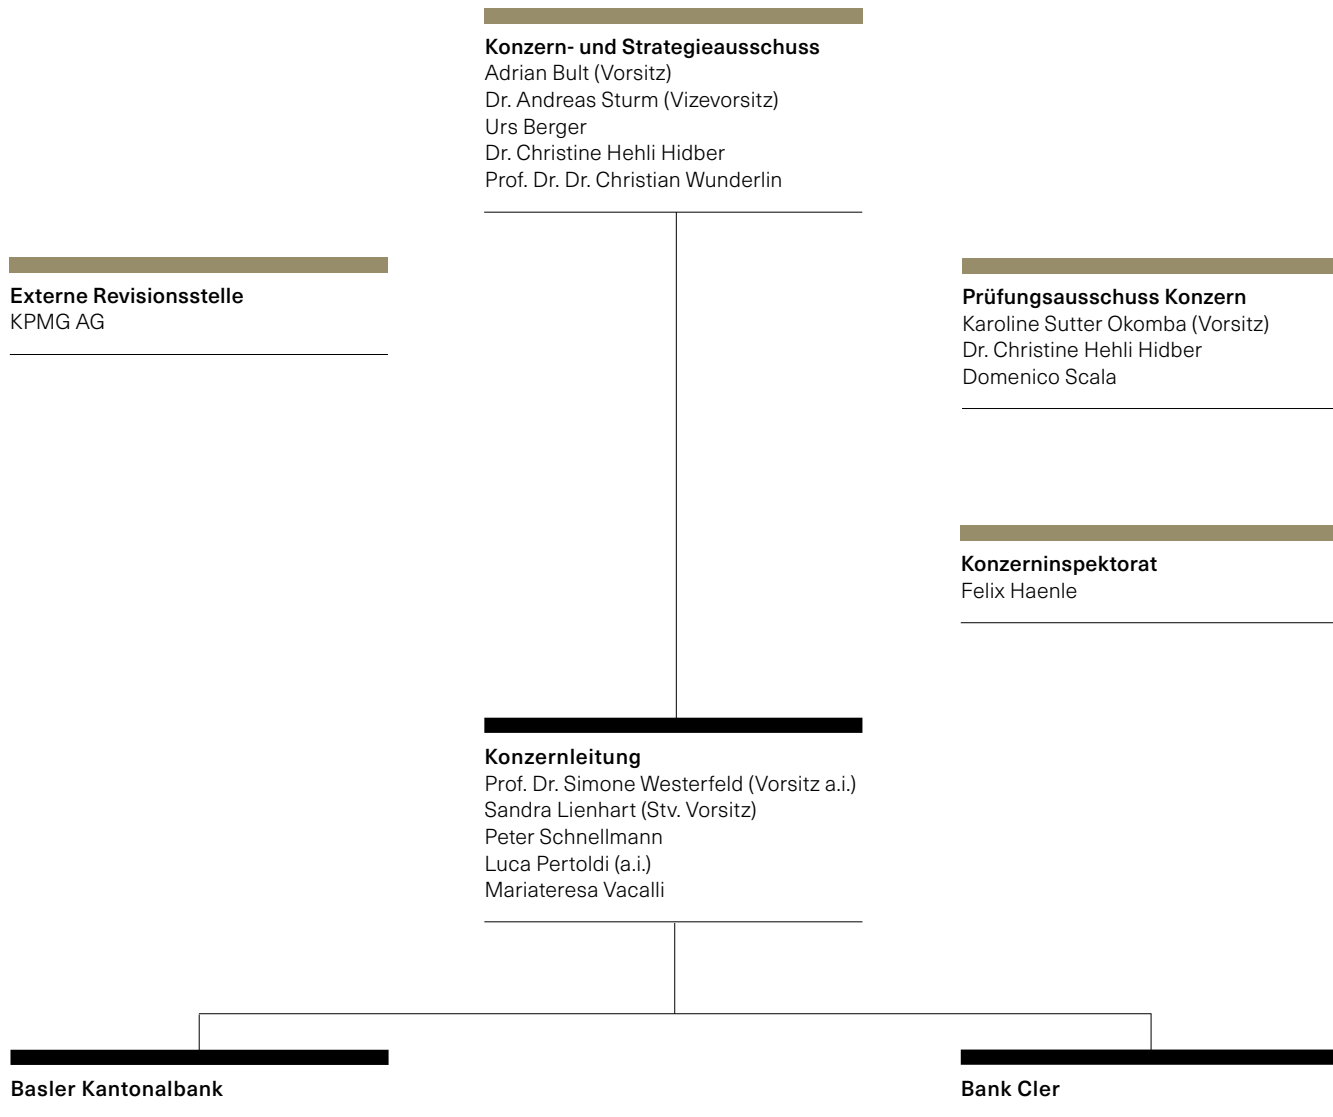 Konzern- und Strategieausschuss
Adrian Bult (Vorsitz)
Dr. Andreas Sturm (Vizevorsitz)
Urs Berger
Dr. Christine Hehli Hidber
Prof. Dr. Dr. Christian Wunderlin
Externe Revisionsstelle
KPMG AG
Prüfungsausschuss Konzern
Karoline Sutter Okomba (Vorsitz)
Dr. Christine Hehli Hidber
Domenico Scala
Konzerninspektorat
Felix Haenle
Konzernleitung
Prof. Dr. Simone Westerfeld (Vorsitz a.i.)
Sandra Lienhart (Stv. Vorsitz)
Peter Schnellmann
Luca Pertoldi (a.i.)
Mariateresa Vacalli
Basler Kantonalbank
Bank Cler